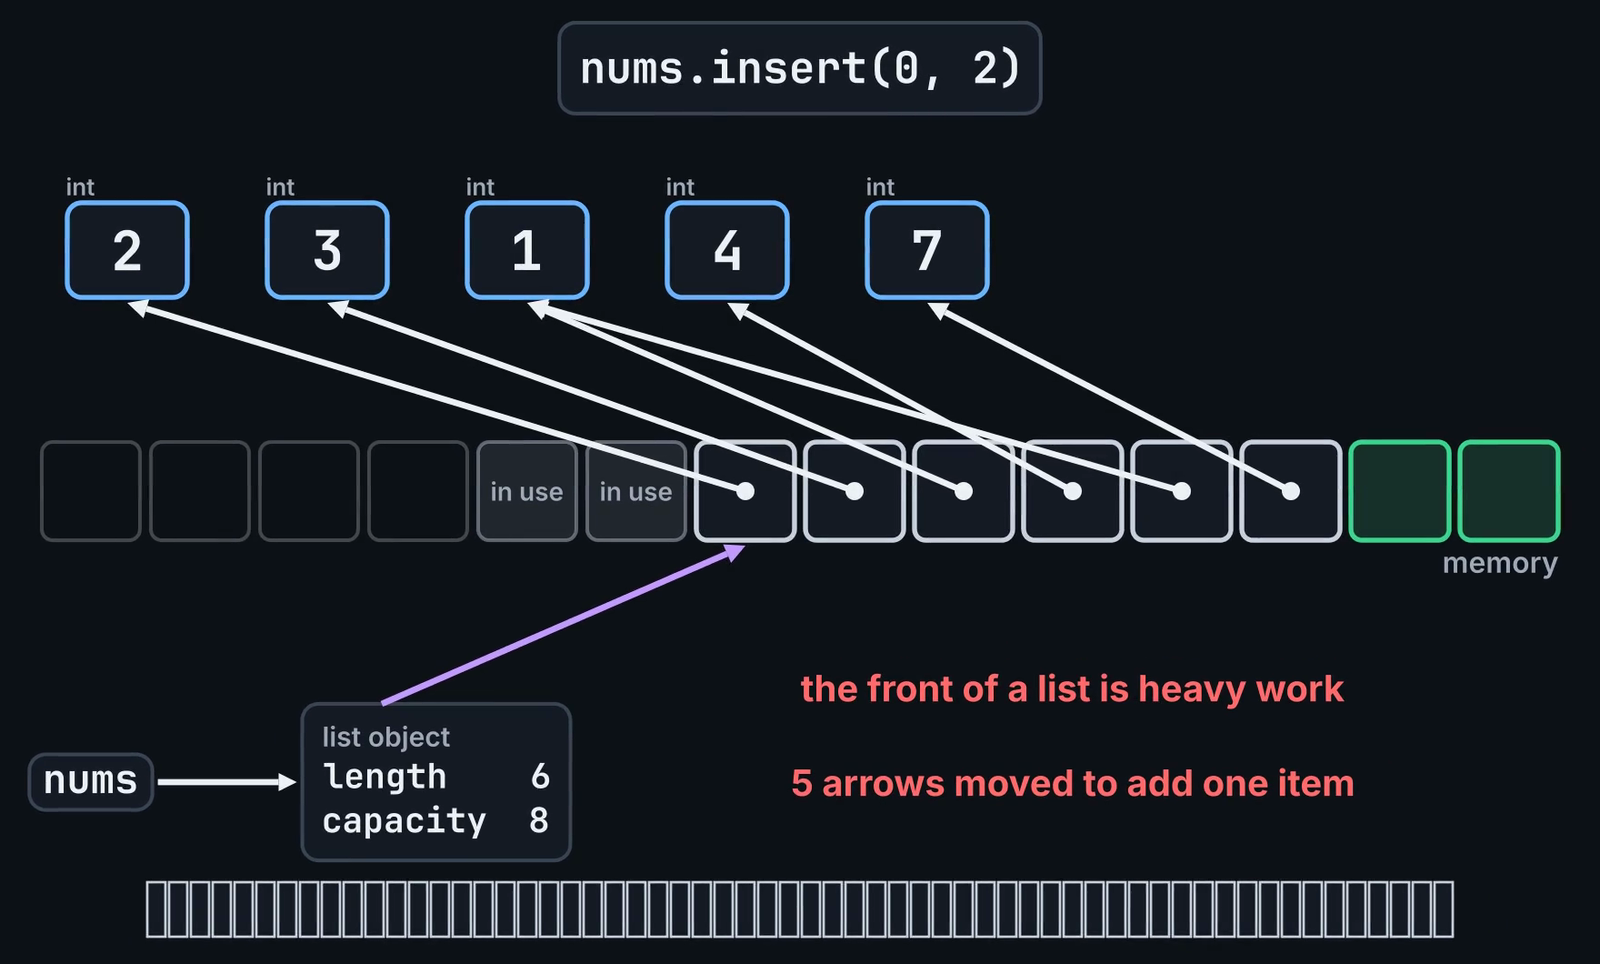 nums.insert(0, 2)
int int int int int
2 3 1 4 7
in use in use
memory
the front of a list is heavy work
list object
length 6
nums
5 arrows moved to add one item
capacity 8